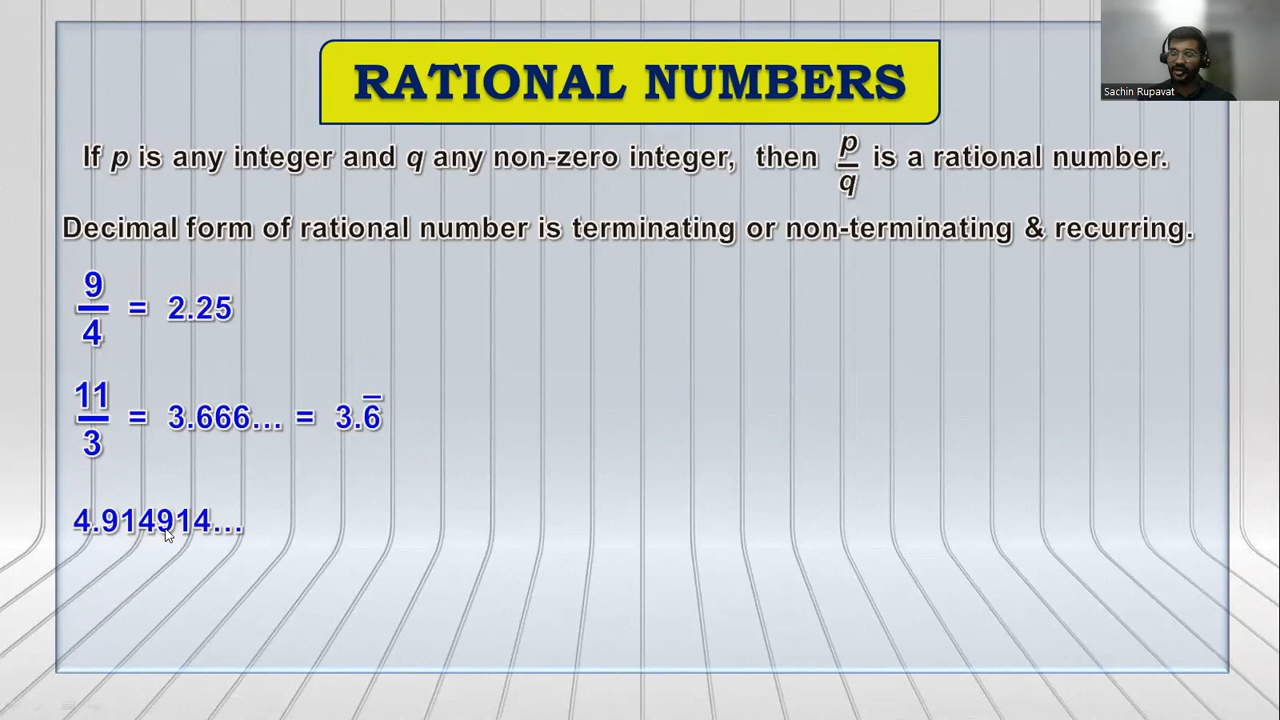 RATIONAL NUMBERS
Sachin Rupavat
If p is any integer and q any non-zero integer, then p/q is a rational number.
Decimal form of rational number is terminating or non-terminating & recurring.
9/4 = 2.25
11/3 = 3.666... = 3.6̅
4.914914...